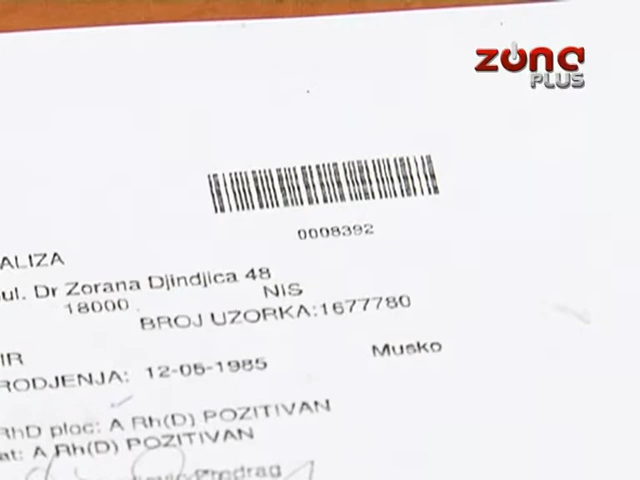 zona
PLUS
0008392
ALIZA
ul. Dr Zorana Djindjica 48
18000 NIS
BROJ UZORKA:1677780
IR
RODJENJA: 12-05-1985 Musko
RhD ploc: A Rh(D) POZITIVAN
at: A Rh(D) POZITIVAN
Predrag